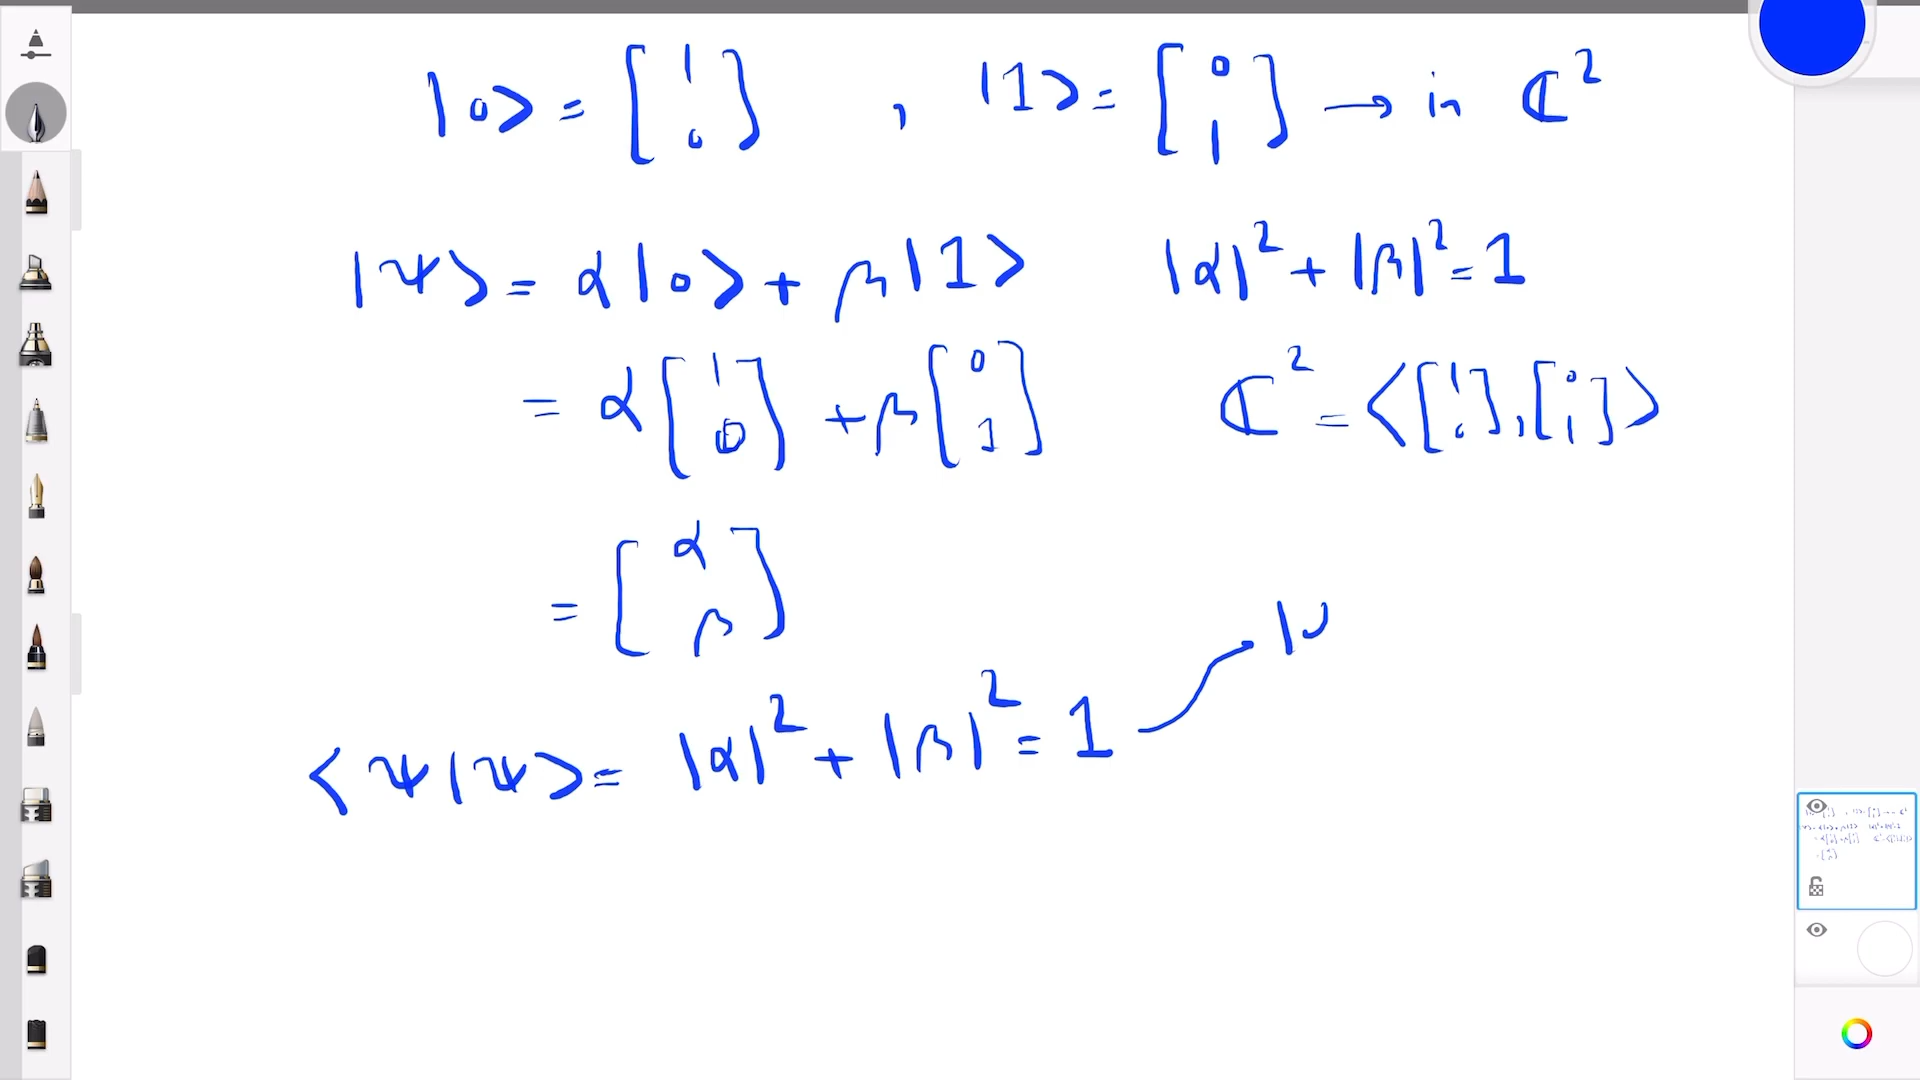 |0> = [1 0] , |1> = [0 1] → in ℂ²
|ψ> = α|0> + β|1> |α|² + |β|² = 1
= α[1 0] + β[0 1] ℂ² = <[1 0], [0 1]>
= [α β]
<ψ|ψ> = |α|² + |β|² = 1